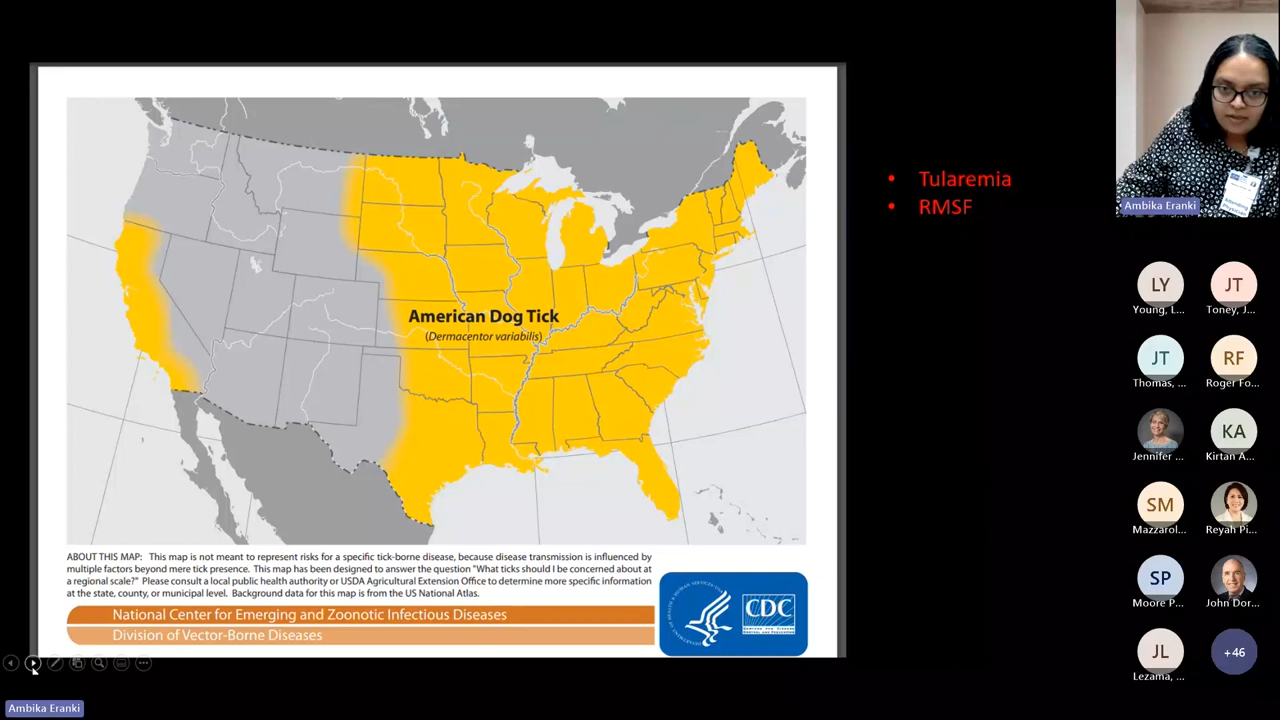 American Dog Tick
(Dermacentor variabilis)
ABOUT THIS MAP: This map is not meant to represent risks for a specific tick-borne disease, because disease transmission is influenced by
multiple factors beyond mere tick presence. This map has been designed to answer the question "What ticks should I be concerned about at
a regional scale?" Please consult a local public health authority or USDA Agricultural Extension Office to determine more specific information
at the state, county, or municipal level. Background data for this map is from the US National Atlas.
National Center for Emerging and Zoonotic Infectious Diseases
Division of Vector-Borne Diseases
CDC
• Tularemia
• RMSF
Ambika Eranki
LY
Young, L...
JT
Toney, J...
JT
Thomas, ...
RF
Roger Fo...
Jennifer ...
KA
Kirtan A...
SM
Mazzarol...
Reyah Pi...
SP
Moore P...
John Dor...
JL
Lezama, ...
+46
Ambika Eranki